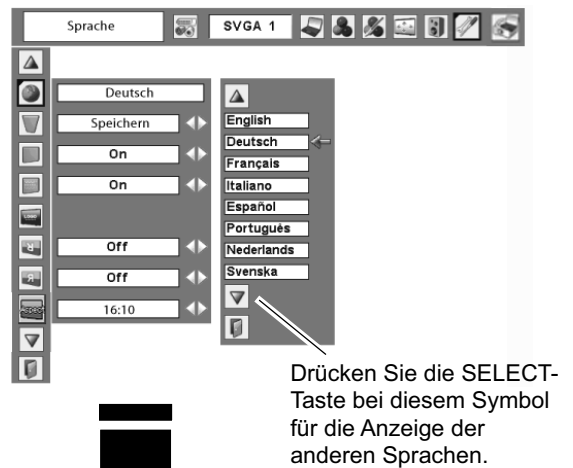 Sprache
SVGA 1
Deutsch
Speichern
On
On
Off
Off
16:10
English
Deutsch
Français
Italiano
Español
Português
Nederlands
Svenska
Drücken Sie die SELECT-
Taste bei diesem Symbol
für die Anzeige der
anderen Sprachen.